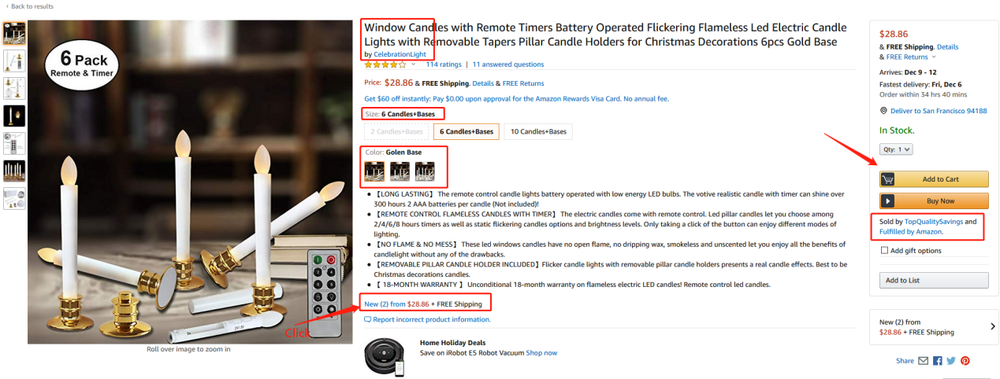 ‹ Back to results
6 Pack
Remote & Timer
Click
Roll over image to zoom in
Window Candles with Remote Timers Battery Operated Flickering Flameless Led Electric Candle
Lights with Removable Tapers Pillar Candle Holders for Christmas Decorations 6pcs Gold Base
by CelebrationLight
114 ratings | 11 answered questions
Price: $28.86 & FREE Shipping. Details & FREE Returns
Get $60 off instantly: Pay $0.00 upon approval for the Amazon Rewards Visa Card. No annual fee.
Size: 6 Candles+Bases
2 Candles+Bases 6 Candles+Bases 10 Candles+Bases
Color: Golen Base
• 【LONG LASTING】 The remote control candle lights battery operated with low energy LED bulbs. The votive realistic candle with timer can shine over
300 hours 2 AAA batteries per candle (Not included)!
• 【REMOTE CONTROL FLAMELESS CANDLES WITH TIMER】 The electric candles come with remote control. Led pillar candles let you choose among
2/4/6/8 hours timers as well as static flickering candles options and brightness levels. Only taking a click of the button can enjoy different modes of
lighting.
• 【NO FLAME & NO MESS】 These led windows candles have no open flame, no dripping wax, smokeless and unscented let you enjoy all the benefits of
candlelight without any of the drawbacks.
• 【REMOVABLE PILLAR CANDLE HOLDER INCLUDED】Flicker candle lights with removable pillar candle holders presents a real candle effects. Best to be
Christmas decorations candles.
• 【 18-MONTH WARRANTY 】 Unconditional 18-month warranty on flameless electric LED candles! Remote control led candles.
New (2) from $28.86 + FREE Shipping
Report incorrect product information.
Home Holiday Deals
Save on iRobot E5 Robot Vacuum Shop now
$28.86
& FREE Shipping. Details
& FREE Returns
Arrives: Dec 9 - 12
Fastest delivery: Fri, Dec 6
Order within 34 hrs 40 mins
Deliver to San Francisco 94188
In Stock.
Qty: 1
Add to Cart
Buy Now
Sold by TopQualitySavings and
Fulfilled by Amazon.
Add gift options
Add to List
New (2) from
$28.86 + FREE Shipping
Share